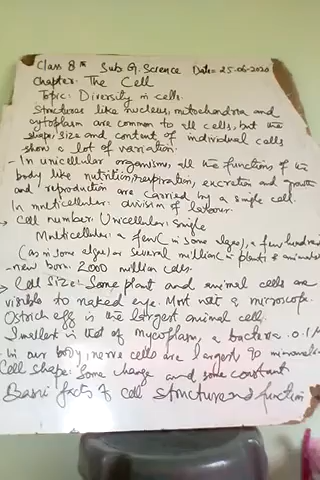 Class 8th Sub: G. Science Date = 25-06-2020
Chapter: The Cell
Topic: Diversity in cells.
Structures like nucleus, mitochondria and
cytoplasm are common to all cells, but the
shape, size and content of individual cells
show a lot of variation.
- In unicellular organisms, all the functions of the
body like nutrition, respiration, excretion and growth
and reproduction are carried by a single cell.
In multicellular: division of labour.
→ Cell number: Unicellular: Single
Multicellular: a few (in some algae), a few hundred
(as in some algae) or several million (in plants & animals
- new born: 2000 million cells.
→ Cell Size: Some plant and animal cells are
visible to naked eye. Most need a microscope.
Ostrich egg is the largest animal cell.
Smallest is that of mycoplasm, a bacteria 0.1
- In our body, nerve cells are largest, 90
Cell shape: Some change and some constant
Basic facts of cell structure and function